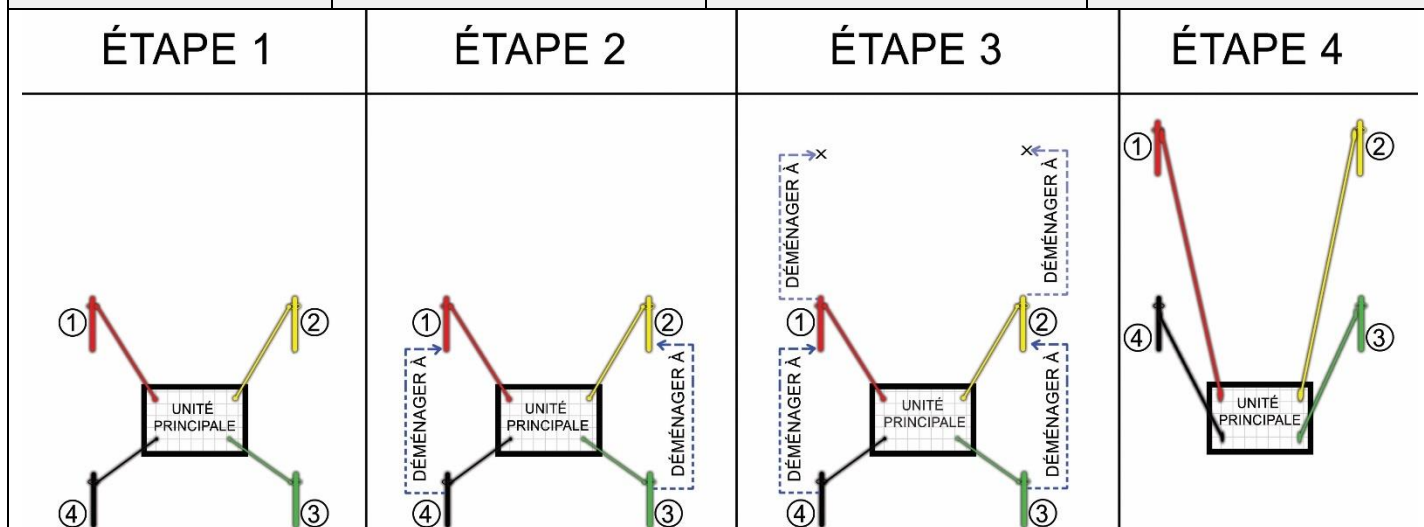 ÉTAPE 1
ÉTAPE 2
ÉTAPE 3
ÉTAPE 4
1
2
UNITÉ
PRINCIPALE
4
3
1
2
DÉMÉNAGER À
UNITÉ
PRINCIPALE
DÉMÉNAGER À
4
3
DÉMÉNAGER À
×
×
DÉMÉNAGER À
1
2
DÉMÉNAGER À
UNITÉ
PRINCIPALE
DÉMÉNAGER À
4
3
1
2
4
3
UNITÉ
PRINCIPALE